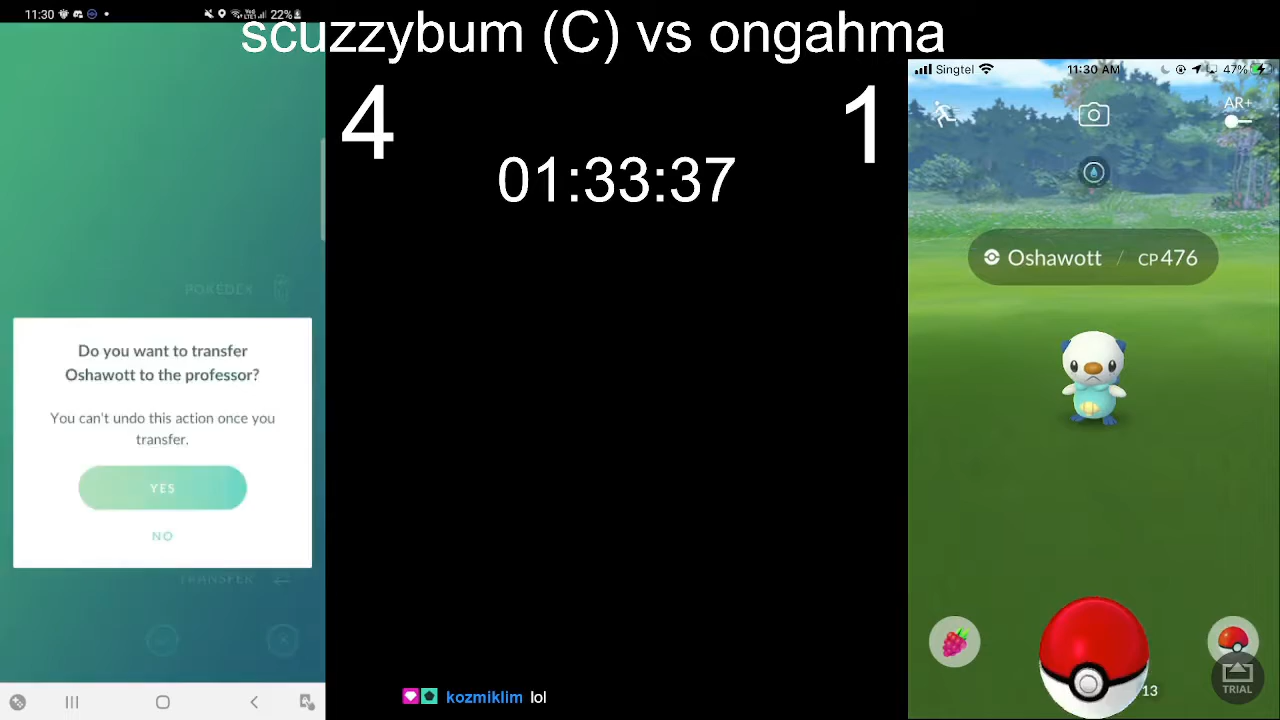 scuzzybum (C) vs ongahma
4
1
01:33:37
11:30
22%
POKÉDEX
Do you want to transfer
Oshawott to the professor?
You can't undo this action once you
transfer.
YES
NO
TRANSFER
kozmiklim lol
Singtel
11:30 AM
47%
AR+
Oshawott / CP476
13
TRIAL